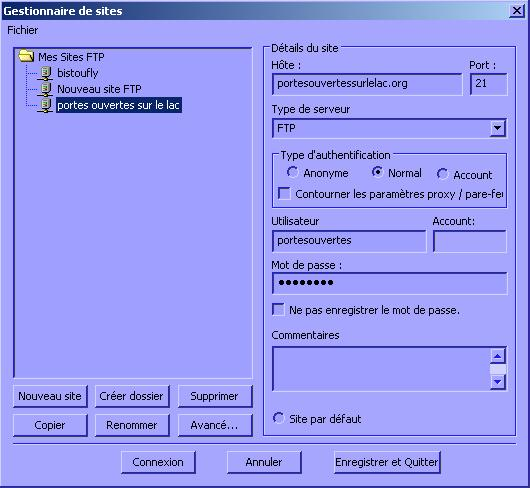 Gestionnaire de sites
Fichier
Mes Sites FTP
bistoufly
Nouveau site FTP
portes ouvertes sur le lac
Nouveau site
Créer dossier
Supprimer
Copier
Renommer
Avancé...
Détails du site
Hôte :
Port :
portesouvertessurlelac.org
21
Type de serveur
FTP
Type d'authentification
Anonyme
Normal
Account
Contourner les paramètres proxy / pare-feu
Utilisateur
Account:
portesouvertes
Mot de passe :
Ne pas enregistrer le mot de passe.
Commentaires
Site par défaut
Connexion
Annuler
Enregistrer et Quitter